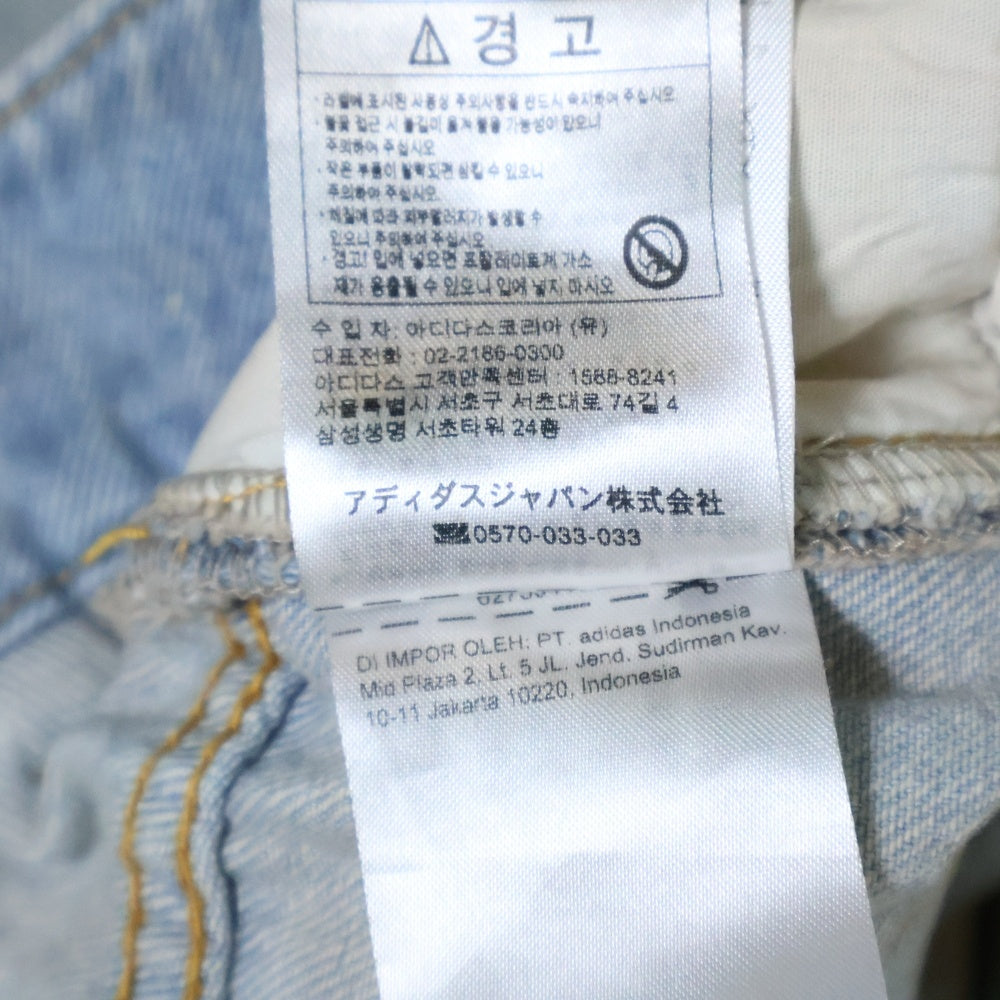 경 고
· 라벨에 표시된 사용상 주의사항을 반드시 숙지하여 주십시오
· 불꽃 접근 시 불길이 옮겨 붙을 가능성이 있으니
주의하여 주십시오
· 작은 부품이 탈락되면 삼킬 수 있으니
주의하여 주십시오.
· 체질에 따라 피부알러지가 발생할 수
있으니 주의하여 주십시오.
· 경고! 입에 넣으면 프탈레이트계 가소
제가 용출될 수 있으니 입에 넣지 마시오
수 입 자: 아디다스코리아 (유)
대표전화 : 02-2186-0300
아디다스 고객만족센터 : 1588-8241
서울특별시 서초구 서초대로 74길 4
삼성생명 서초타워 24층
アディダスジャパン株式会社
0570-033-033
DI IMPOR OLEH: PT. adidas Indonesia
Mid Plaza 2, Lt. 5 JL. Jend. Sudirman Kav.
10-11 Jakarta 10220, Indonesia